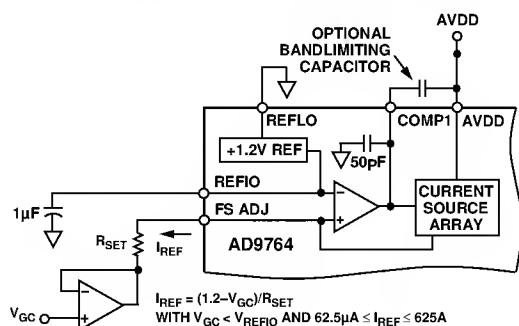 OPTIONAL
BANDLIMITING
CAPACITOR
AVDD
REFLO
COMP1
AVDD
+1.2V REF
50pF
REFIO
FS ADJ
CURRENT
SOURCE
ARRAY
1μF
RSET
IREF
AD9764
VGC
IREF = (1.2–VGC)/RSET
WITH VGC < VREFIO AND 62.5μA ≤ IREF ≤ 625A